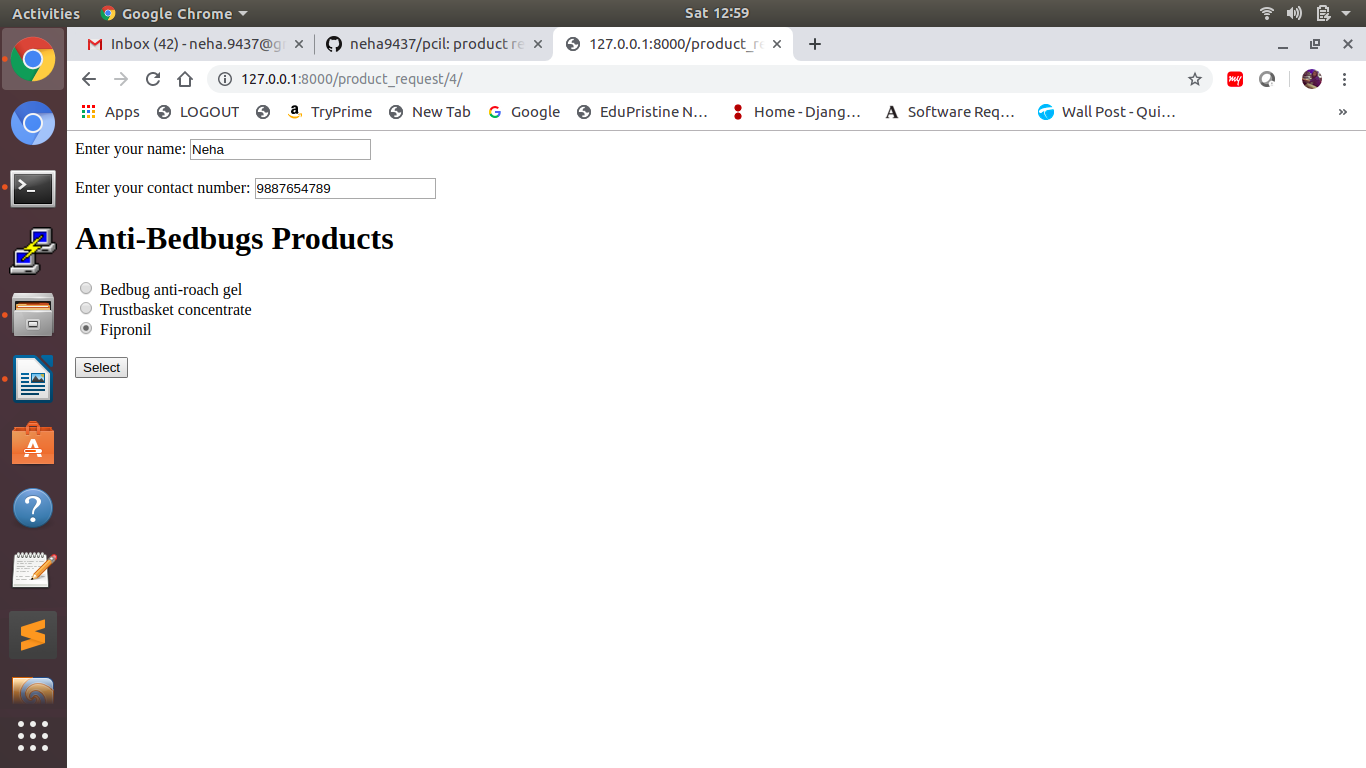 Activities Google Chrome Sat 12:59
Inbox (42) - neha.9437@g neha9437/pcil: product re 127.0.0.1:8000/product_r
127.0.0.1:8000/product_request/4/
Apps LOGOUT TryPrime New Tab Google EduPristine N… Home - Djang… Software Req… Wall Post - Qui… »
Enter your name: Neha
Enter your contact number: 9887654789
Anti-Bedbugs Products
Bedbug anti-roach gel
Trustbasket concentrate
Fipronil
Select